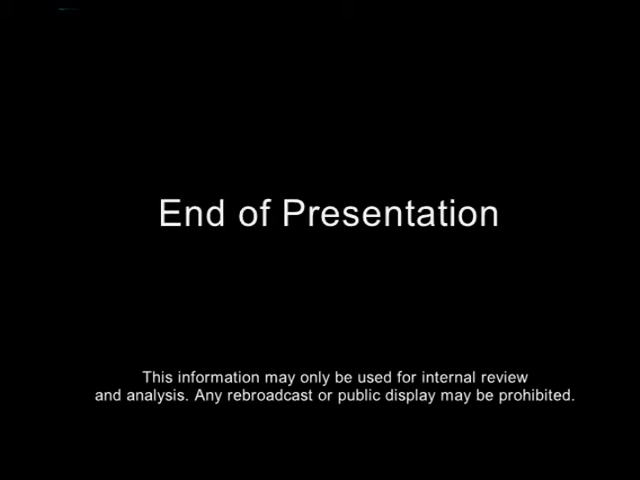 End of Presentation
This information may only be used for internal review
and analysis. Any rebroadcast or public display may be prohibited.